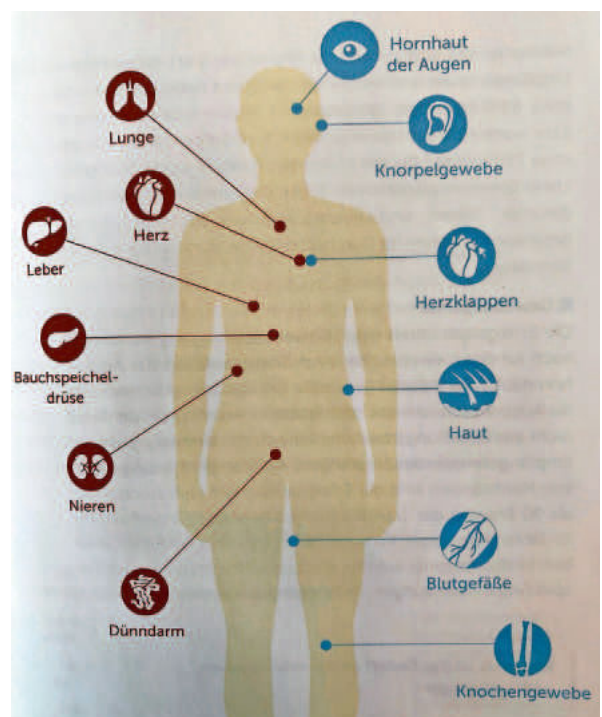 Hornhaut
der Augen
Lunge
Knorpelgewebe
Herz
Leber
Herzklappen
Bauchspeichel-
drüse
Haut
Nieren
Blutgefäße
Dünndarm
Knochengewebe